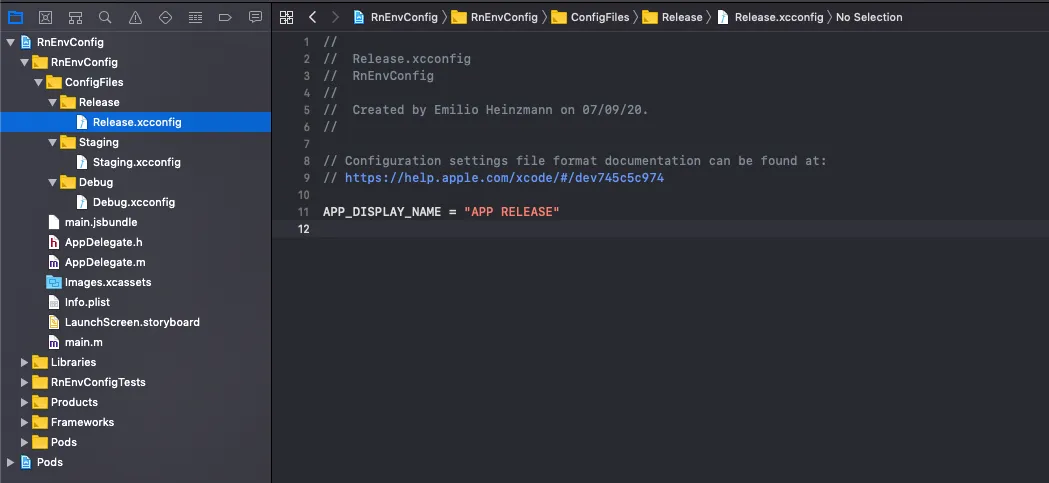 RnEnvConfig 〉 RnEnvConfig 〉 ConfigFiles 〉 Release 〉 Release.xcconfig 〉 No Selection
RnEnvConfig
RnEnvConfig
ConfigFiles
Release
Release.xcconfig
Staging
Staging.xcconfig
Debug
Debug.xcconfig
main.jsbundle
AppDelegate.h
AppDelegate.m
Images.xcassets
Info.plist
LaunchScreen.storyboard
main.m
Libraries
RnEnvConfigTests
Products
Frameworks
Pods
Pods
1 //
2 //  Release.xcconfig
3 //  RnEnvConfig
4 //
5 //  Created by Emilio Heinzmann on 07/09/20.
6 //
7
8 // Configuration settings file format documentation can be found at:
9 // https://help.apple.com/xcode/#/dev745c5c974
10
11 APP_DISPLAY_NAME = "APP RELEASE"
12